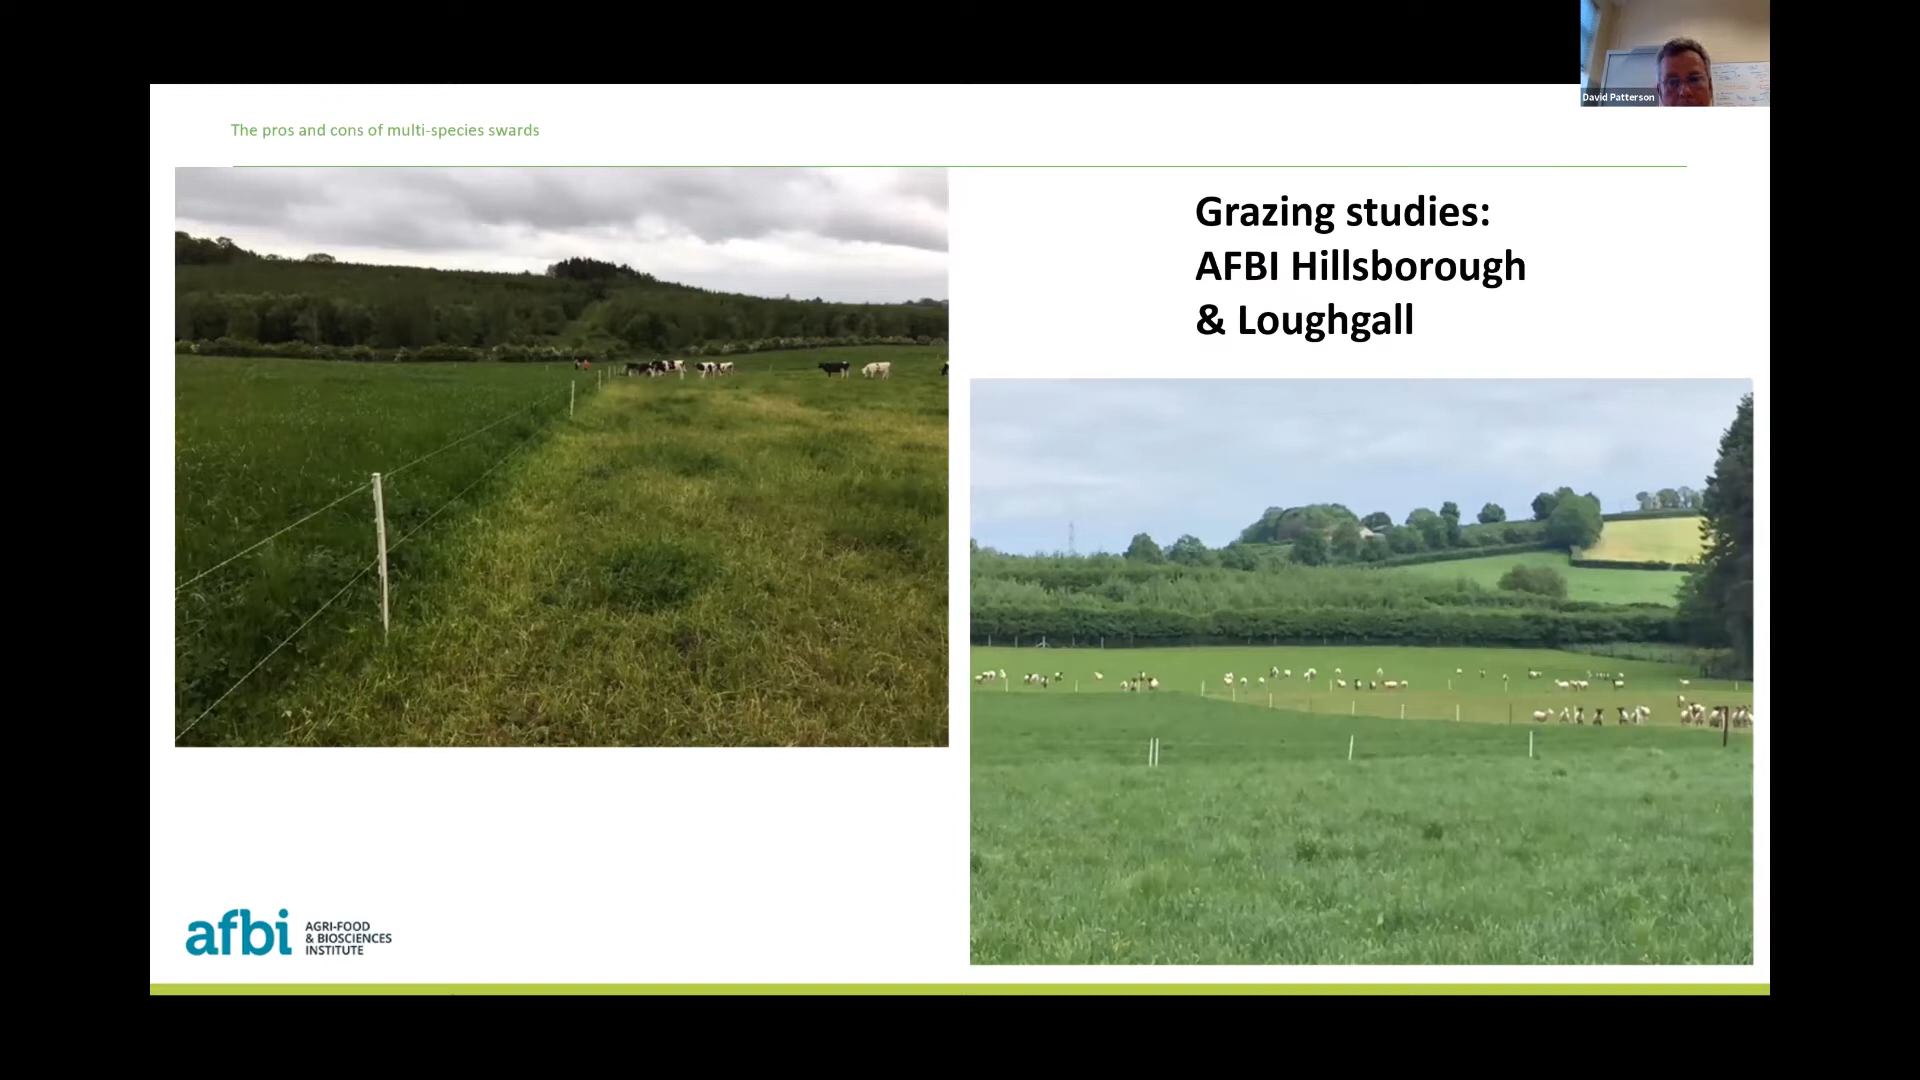 David Patterson
The pros and cons of multi-species swards
Grazing studies:
AFBI Hillsborough
& Loughgall
afbi
AGRI-FOOD
& BIOSCIENCES
INSTITUTE